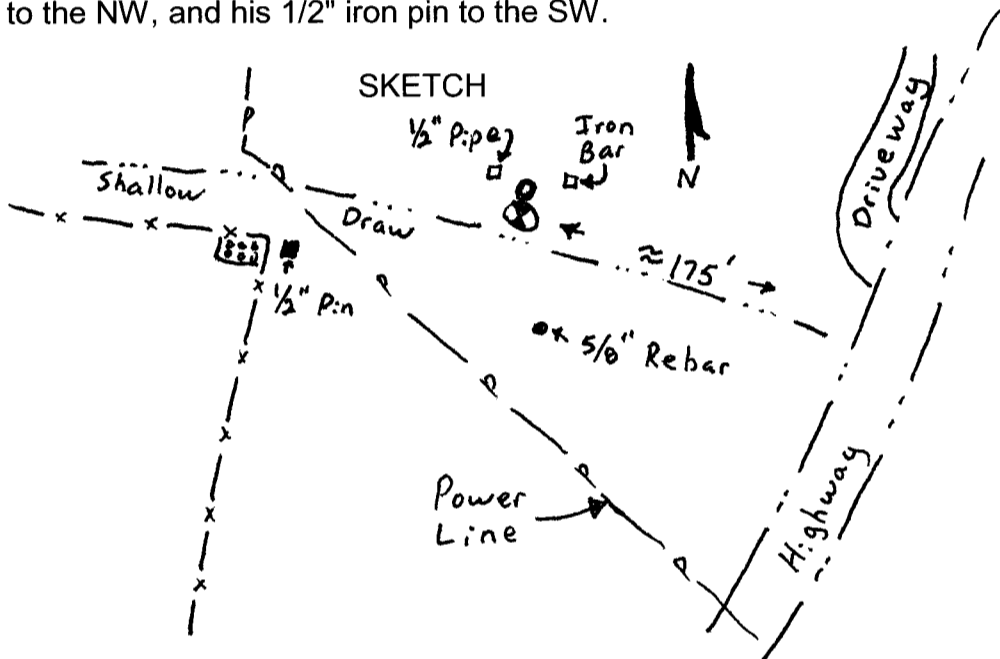 to the NW, and his 1/2" iron pin to the SW.
SKETCH
1/2" Pipe
Iron
Bar
N
Driveway
Shallow
Draw
≈175'
1/2" Pin
5/8" Rebar
Power
Line
Highway
P
P
P
P
P
P
x
x
x
x
x
x
x
x